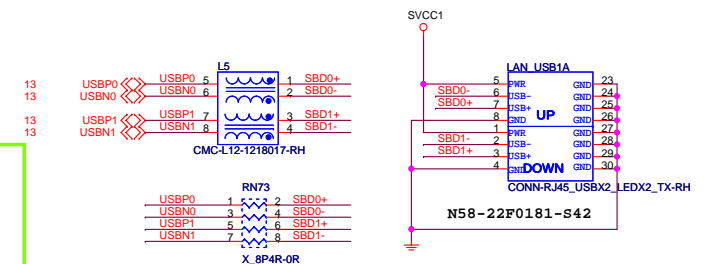 SVCC1
L5
13 USBP0 USBP0 5 1 SBD0+
13 USBN0 USBN0 6 2 SBD0-
13 USBP1 USBP1 7 3 SBD1+
13 USBN1 USBN1 8 4 SBD1-
CMC-L12-1218017-RH
RN73
USBP0 1 2 SBD0+
USBN0 3 4 SBD0-
USBP1 5 6 SBD1+
USBN1 7 8 SBD1-
X_8P4R-0R
LAN_USB1A
5 PWR GND 23
SBD0- 6 USB- GND 24
SBD0+ 7 USB+ GND 25
8 GND UP GND 26
1 PWR GND 27
SBD1- 2 USB- GND 28
SBD1+ 3 USB+ GND 29
4 GND DOWN GND 30
CONN-RJ45_USBX2_LEDX2_TX-RH
N58-22F0181-S42